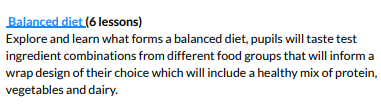 Balanced diet (6 lessons)
Explore and learn what forms a balanced diet, pupils will taste test
ingredient combinations from different food groups that will inform a
wrap design of their choice which will include a healthy mix of protein,
vegetables and dairy.